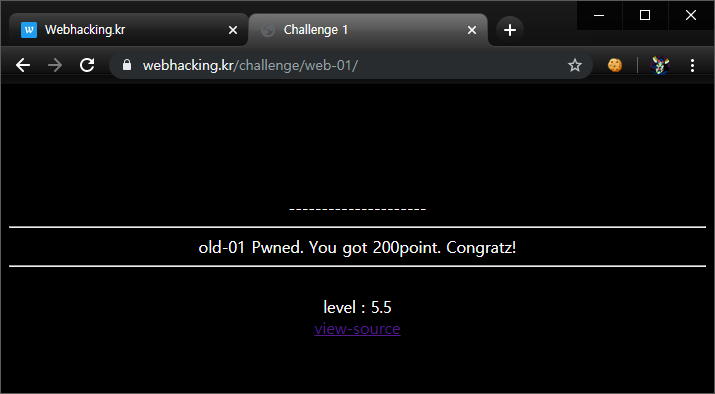 Webhacking.kr
Challenge 1
webhacking.kr/challenge/web-01/
---------------------
old-01 Pwned. You got 200point. Congratz!
level : 5.5
view-source